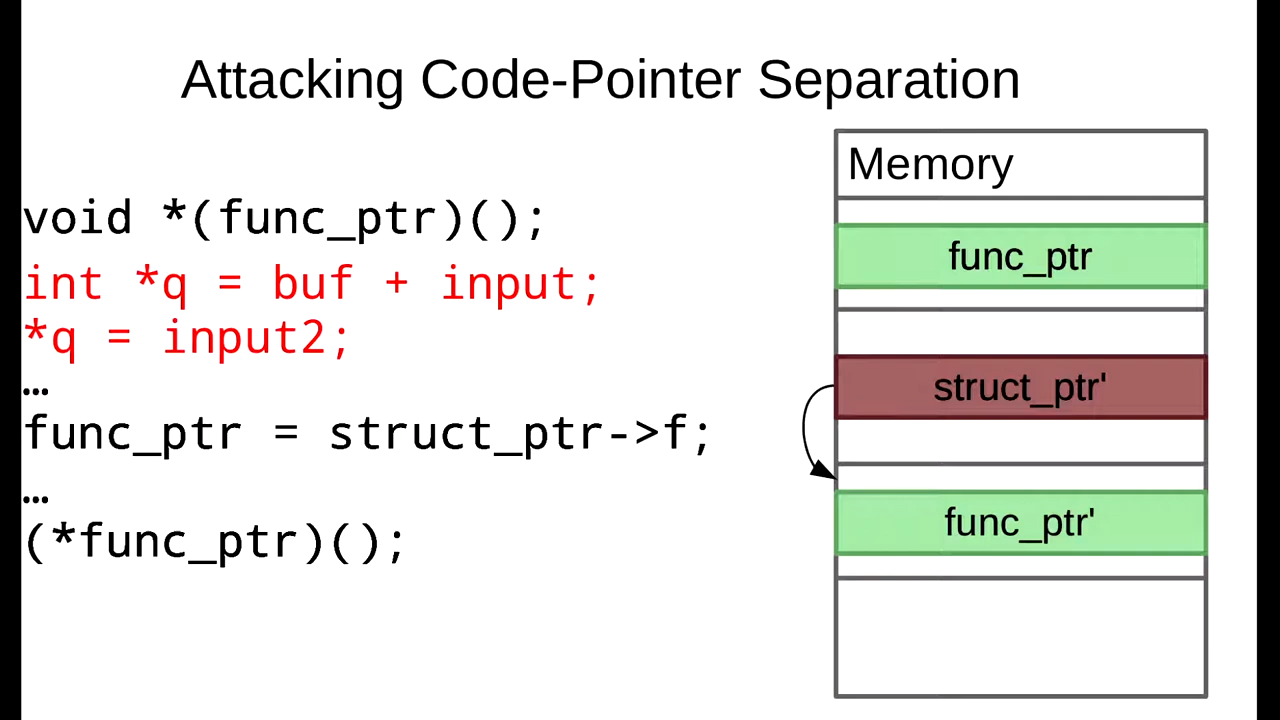 Attacking Code-Pointer Separation
void *(func_ptr)();
int *q = buf + input;
*q = input2;
…
func_ptr = struct_ptr->f;
…
(*func_ptr)();
Memory
func_ptr
struct_ptr'
func_ptr'